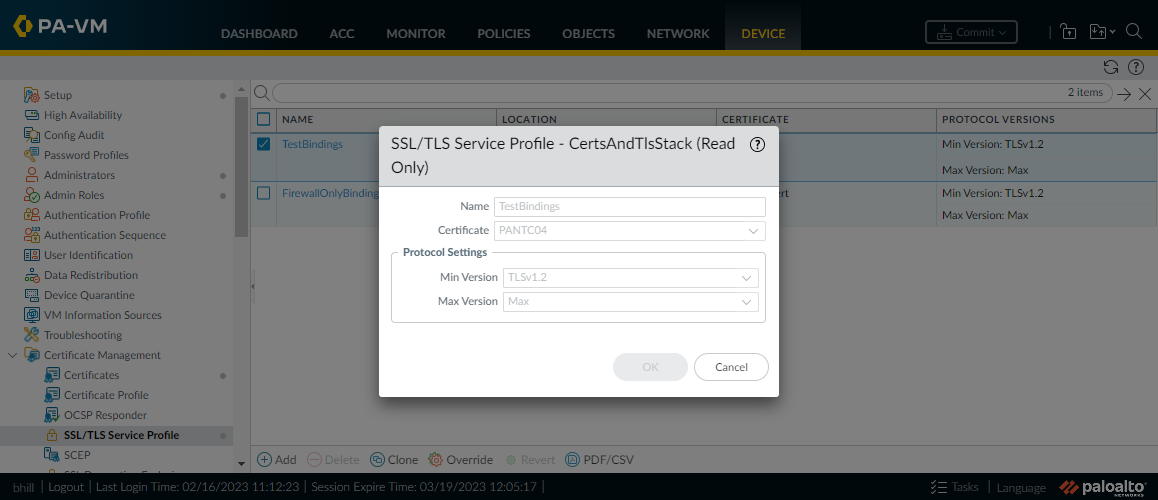 PA-VM
DASHBOARD ACC MONITOR POLICIES OBJECTS NETWORK DEVICE
Commit
2 items
Setup
High Availability
Config Audit
Password Profiles
Administrators
Admin Roles
Authentication Profile
Authentication Sequence
User Identification
Data Redistribution
Device Quarantine
VM Information Sources
Troubleshooting
Certificate Management
Certificates
Certificate Profile
OCSP Responder
SSL/TLS Service Profile
SCEP
NAME LOCATION CERTIFICATE PROTOCOL VERSIONS
TestBindings Min Version: TLSv1.2
Max Version: Max
Min Version: TLSv1.2
Max Version: Max
SSL/TLS Service Profile - CertsAndTlsStack (Read
Only)
Name TestBindings
Certificate PANTC04
Protocol Settings
Min Version TLSv1.2
Max Version Max
OK Cancel
Add Delete Clone Override Revert PDF/CSV
bhill | Logout | Last Login Time: 02/16/2023 11:12:23 | Session Expire Time: 03/19/2023 12:05:17 |
Tasks | Language paloalto
NETWORKS